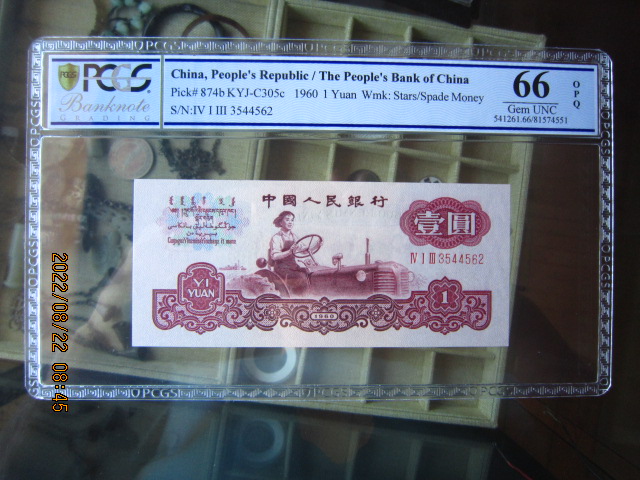 PCGS
Banknote
GRADING
China, People's Republic / The People's Bank of China
Pick# 874b KYJ-C305c 1960 1 Yuan Wmk: Stars/Spade Money
S/N:IV I III 3544562
66
OPQ
Gem UNC
541261.66/81574551
中國人民銀行
壹圓
IV I III 3544562
YI
YUAN
1960
1
2022/08/22 08:45